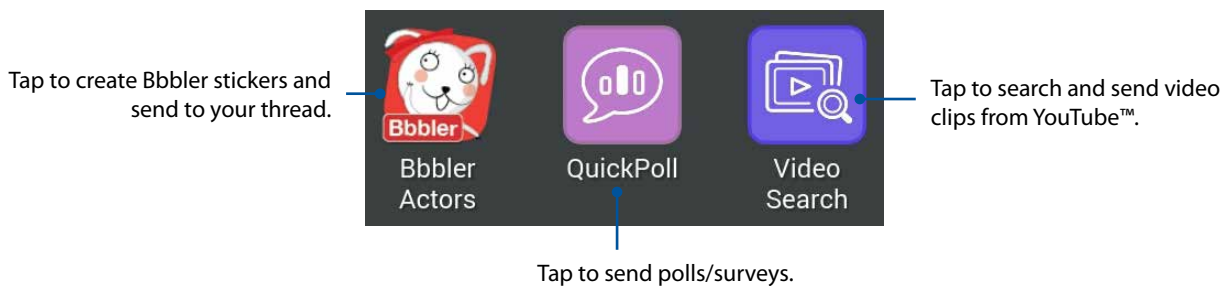 Tap to create Bbbler stickers and
send to your thread.
Bbbler
Bbbler
Actors
QuickPoll
Video
Search
Tap to search and send video
clips from YouTube™.
Tap to send polls/surveys.